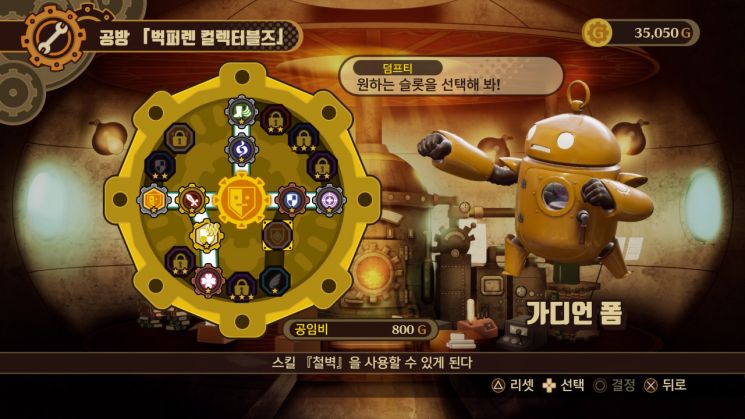 공방 「벅퍼렌 컬렉터블즈」
35,050 G
덤프티
원하는 슬롯을 선택해 봐!
가디언 폼
공임비 800 G
스킬 『철벽』을 사용할 수 있게 된다
리셋 선택 결정 뒤로